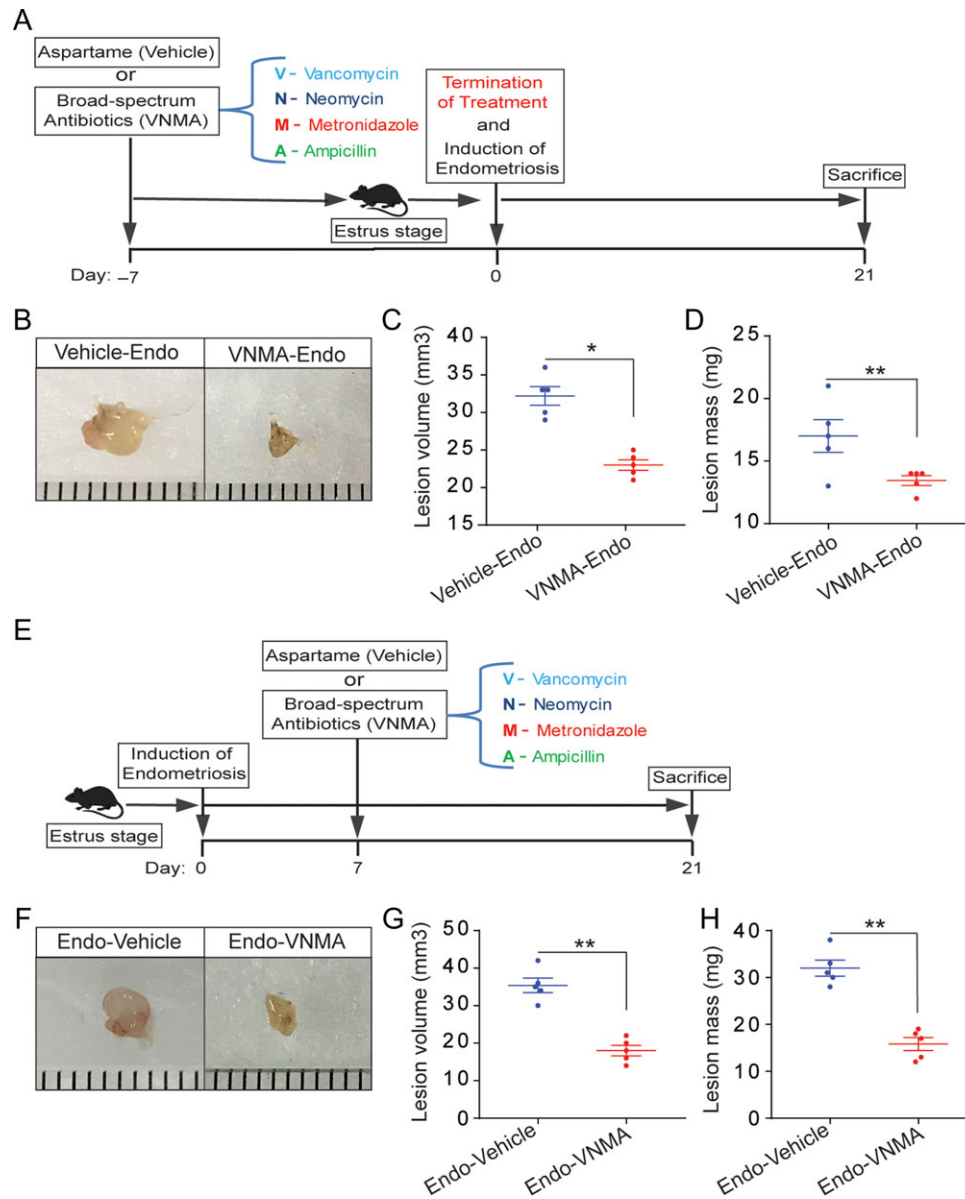 A
Aspartame (Vehicle)
or
Broad-spectrum
Antibiotics (VNMA)
V – Vancomycin
N – Neomycin
M – Metronidazole
A – Ampicillin
Termination
of Treatment
and
Induction of
Endometriosis
Sacrifice
Estrus stage
Day: –7
0
21
B
Vehicle-Endo
VNMA-Endo
C
Lesion volume (mm3)
40
35
30
25
20
15
*
Vehicle-Endo
VNMA-Endo
D
Lesion mass (mg)
25
20
15
10
**
Vehicle-Endo
VNMA-Endo
E
Aspartame (Vehicle)
or
Broad-spectrum
Antibiotics (VNMA)
V – Vancomycin
N – Neomycin
M – Metronidazole
A – Ampicillin
Induction of
Endometriosis
Sacrifice
Estrus stage
Day: 0
7
21
F
Endo-Vehicle
Endo-VNMA
G
Lesion volume (mm3)
50
40
30
20
10
0
**
Endo-Vehicle
Endo-VNMA
H
Lesion mass (mg)
40
30
20
10
0
**
Endo-Vehicle
Endo-VNMA